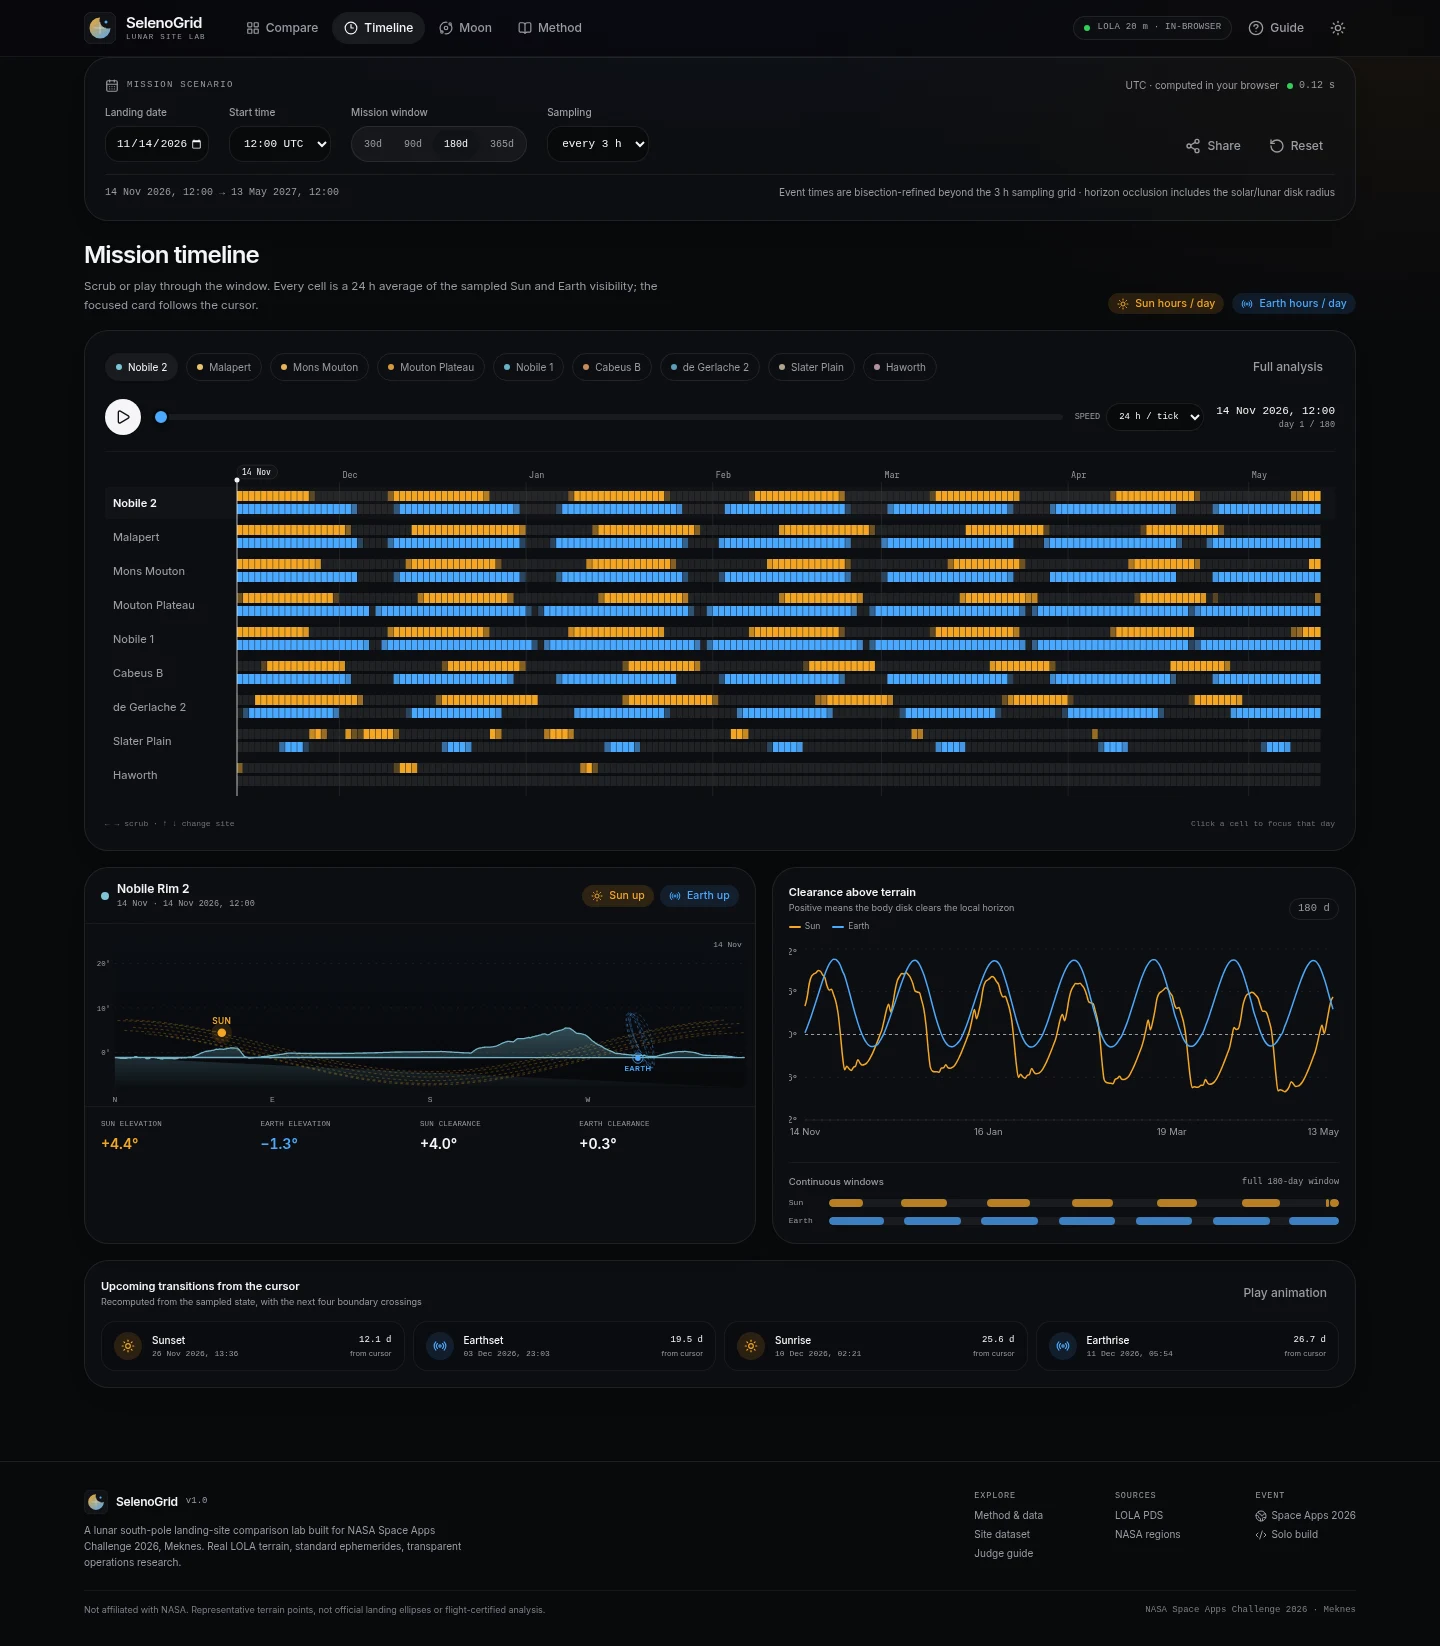 SelenoGrid
LUNAR SITE LAB
Compare
Timeline
Moon
Method
LOLA 20 m · IN-BROWSER
Guide
MISSION SCENARIO
UTC · computed in your browser
0.12 s
Landing date
Start time
Mission window
Sampling
11/14/2026
12:00 UTC
30d
90d
180d
365d
every 3 h
Share
Reset
14 Nov 2026, 12:00 → 13 May 2027, 12:00
Event times are bisection-refined beyond the 3 h sampling grid · horizon occlusion includes the solar/lunar disk radius
Mission timeline
Scrub or play through the window. Every cell is a 24 h average of the sampled Sun and Earth visibility; the
focused card follows the cursor.
Sun hours / day
Earth hours / day
Nobile 2
Malapert
Mons Mouton
Mouton Plateau
Nobile 1
Cabeus B
de Gerlache 2
Slater Plain
Haworth
Full analysis
SPEED
24 h / tick
14 Nov 2026, 12:00
day 1 / 180
14 Nov
Dec
Jan
Feb
Mar
Apr
May
Nobile 2
Malapert
Mons Mouton
Mouton Plateau
Nobile 1
Cabeus B
de Gerlache 2
Slater Plain
Haworth
← → scrub · ↑ ↓ change site
Click a cell to focus that day
Nobile Rim 2
14 Nov · 14 Nov 2026, 12:00
Sun up
Earth up
14 Nov
20°
10°
0°
SUN
EARTH
N
E
S
W
SUN ELEVATION
EARTH ELEVATION
SUN CLEARANCE
EARTH CLEARANCE
+4.4°
−1.3°
+4.0°
+0.3°
Clearance above terrain
Positive means the body disk clears the local horizon
180 d
Sun
Earth
2°
6°
0°
6°
2°
14 Nov
16 Jan
19 Mar
13 May
Continuous windows
full 180-day window
Sun
Earth
Upcoming transitions from the cursor
Recomputed from the sampled state, with the next four boundary crossings
Play animation
Sunset
26 Nov 2026, 13:36
12.1 d
from cursor
Earthset
03 Dec 2026, 23:03
19.5 d
from cursor
Sunrise
10 Dec 2026, 02:21
25.6 d
from cursor
Earthrise
11 Dec 2026, 05:54
26.7 d
from cursor
SelenoGrid v1.0
A lunar south-pole landing-site comparison lab built for NASA Space Apps
Challenge 2026, Meknes. Real LOLA terrain, standard ephemerides, transparent
operations research.
EXPLORE
Method & data
Site dataset
Judge guide
SOURCES
LOLA PDS
NASA regions
EVENT
Space Apps 2026
Solo build
Not affiliated with NASA. Representative terrain points, not official landing ellipses or flight-certified analysis.
NASA Space Apps Challenge 2026 · Meknes